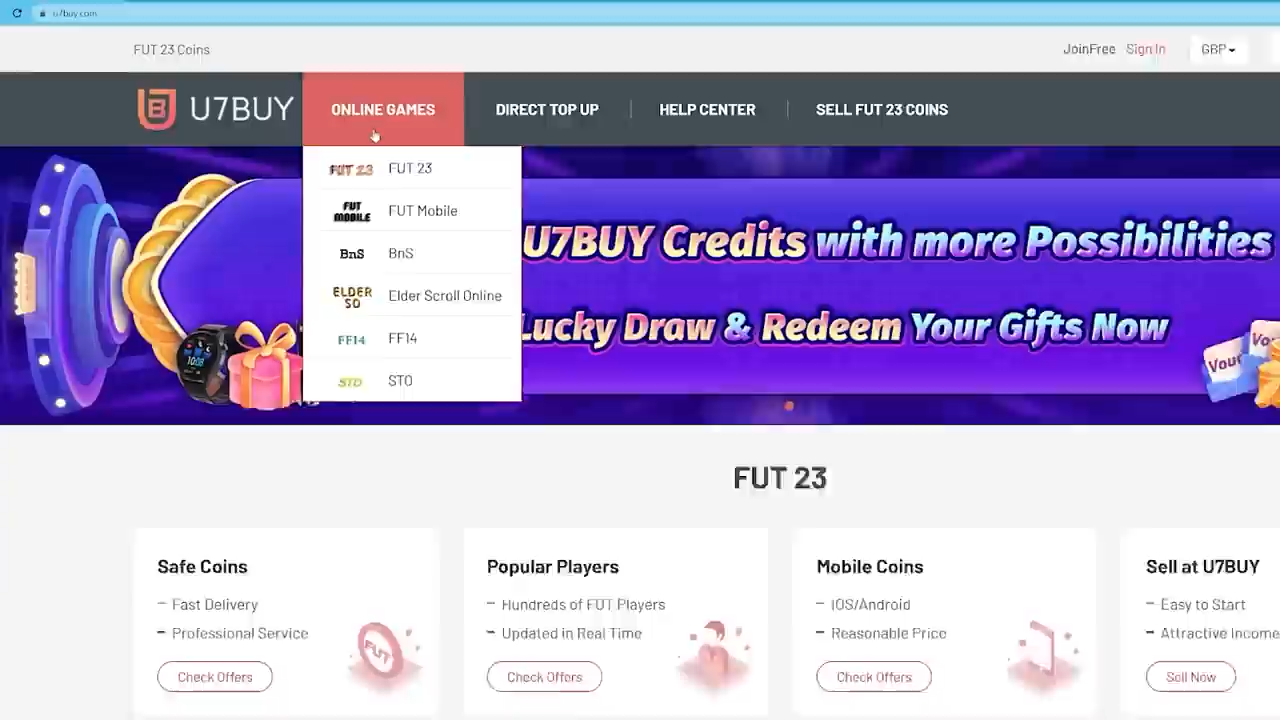 u7buy.com
FUT 23 Coins
JoinFree Sign In GBP
U7BUY ONLINE GAMES DIRECT TOP UP HELP CENTER SELL FUT 23 COINS
FUT 23 FUT 23
FUT MOBILE FUT Mobile
BnS BnS
ELDER SO Elder Scroll Online
FF14 FF14
STO STO
U7BUY Credits with more Possibilities
Lucky Draw & Redeem Your Gifts Now
10:08
FUT 23
Safe Coins
– Fast Delivery
– Professional Service
FUT
Check Offers
Popular Players
– Hundreds of FUT Players
– Updated in Real Time
Check Offers
Mobile Coins
– IOS/Android
– Reasonable Price
Check Offers
Sell at U7BUY
– Easy to Start
– Attractive Income
Sell Now